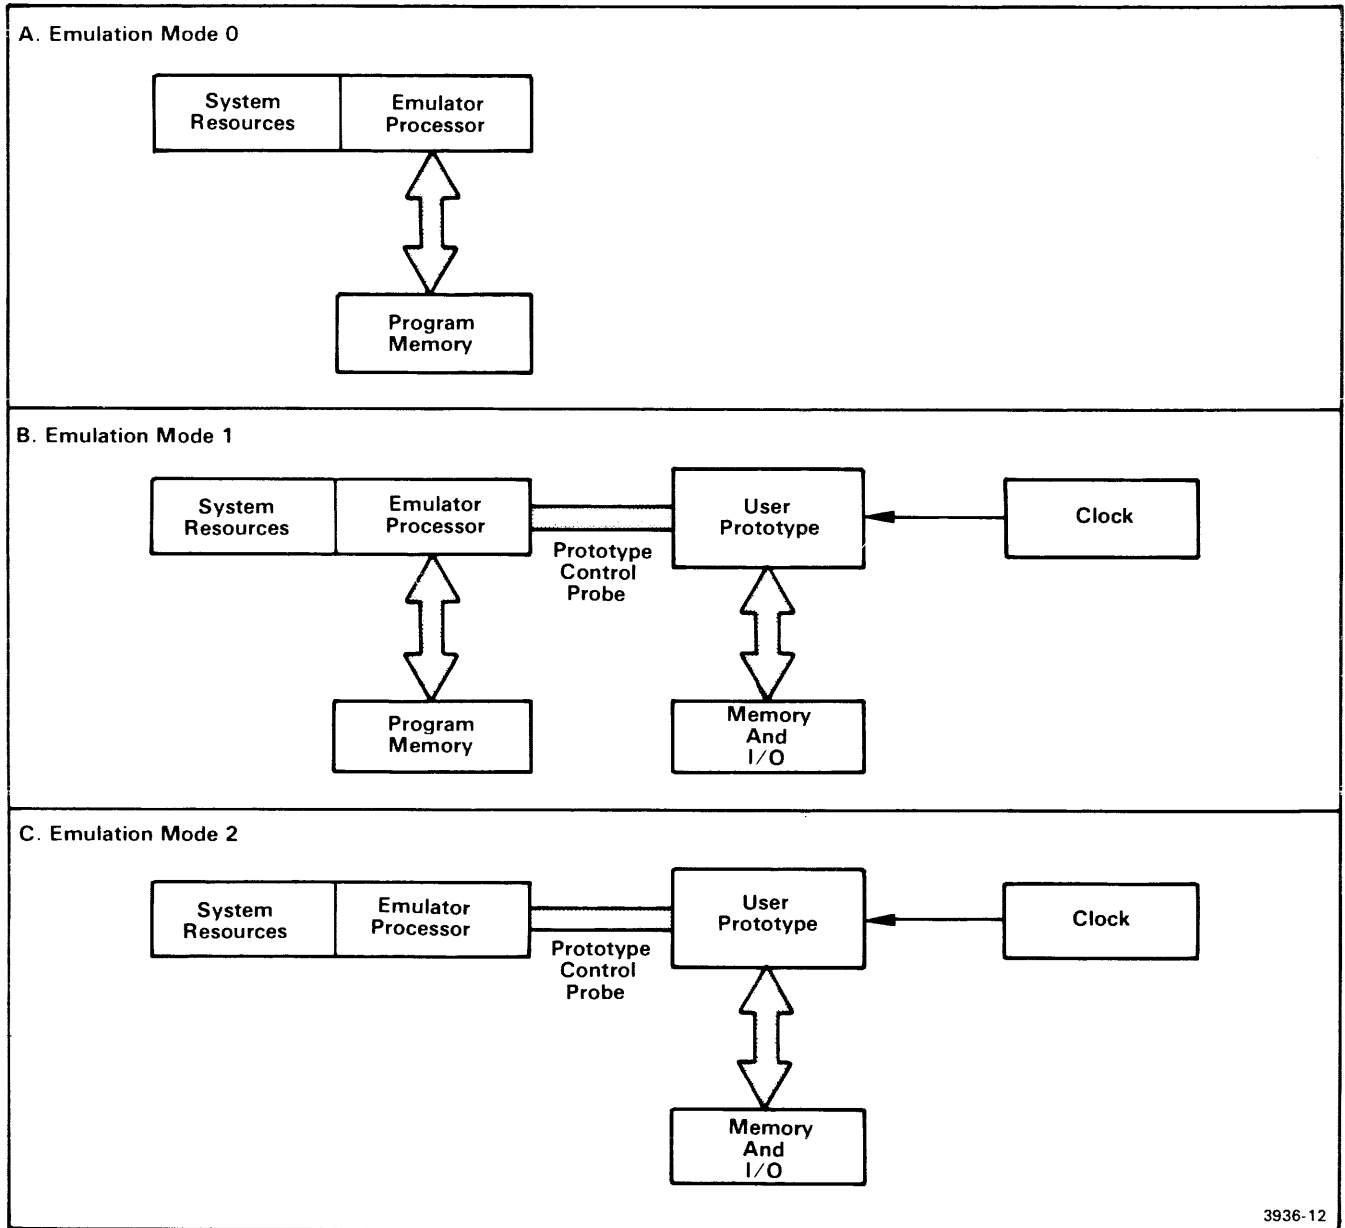 A. Emulation Mode 0
System
Resources
Emulator
Processor
Program
Memory
B. Emulation Mode 1
System
Resources
Emulator
Processor
Prototype
Control
Probe
User
Prototype
Clock
Program
Memory
Memory
And
I/O
C. Emulation Mode 2
System
Resources
Emulator
Processor
Prototype
Control
Probe
User
Prototype
Clock
Memory
And
I/O
3936-12